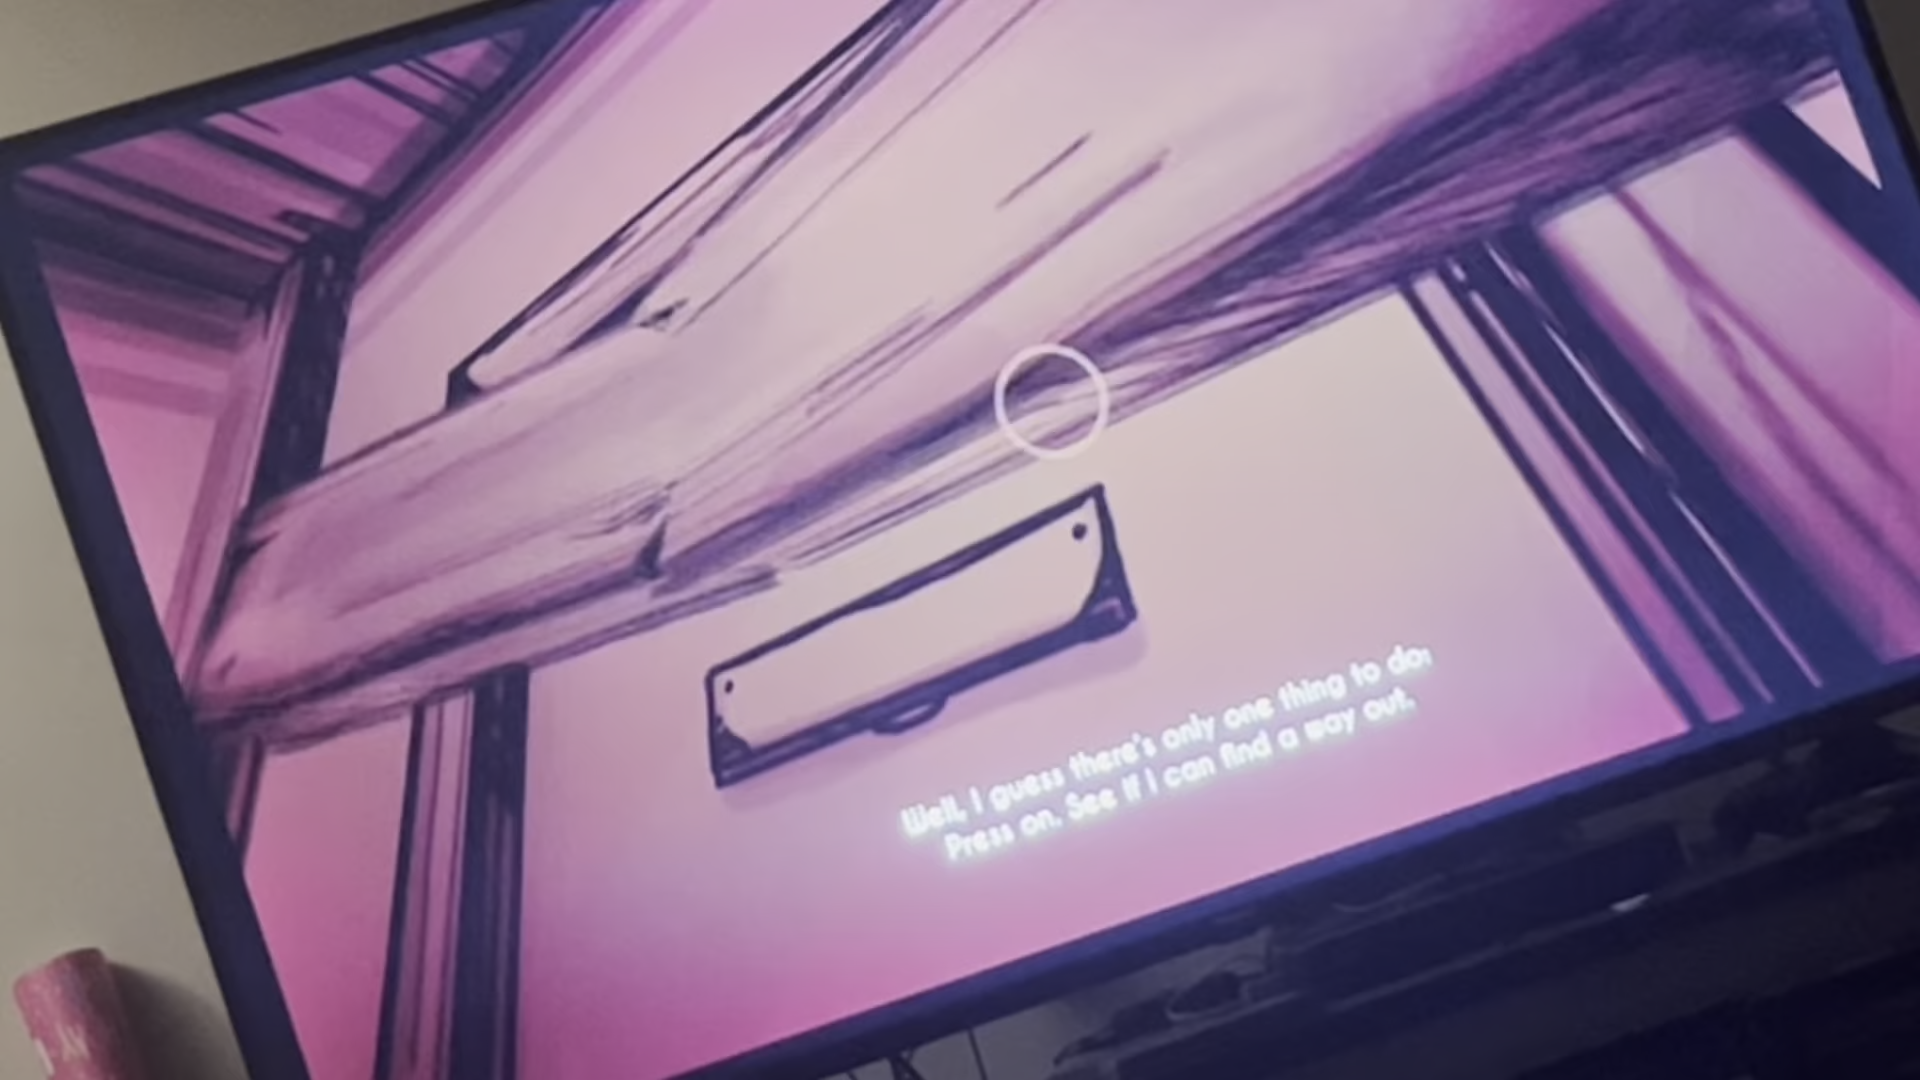 Well, I guess there's only one thing to do:
Press on. See if I can find a way out.